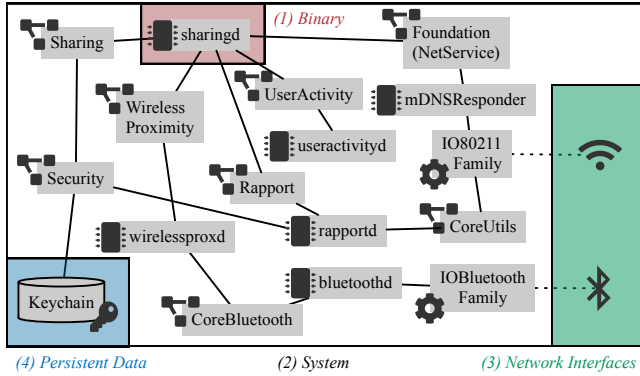 (1) Binary
Sharing
sharingd
Foundation
(NetService)
Wireless
Proximity
UserActivity
mDNSResponder
useractivityd
IO80211
Family
Security
Rapport
wirelessproxd
rapportd
CoreUtils
Keychain
bluetoothd
IOBluetooth
Family
CoreBluetooth
(4) Persistent Data
(2) System
(3) Network Interfaces